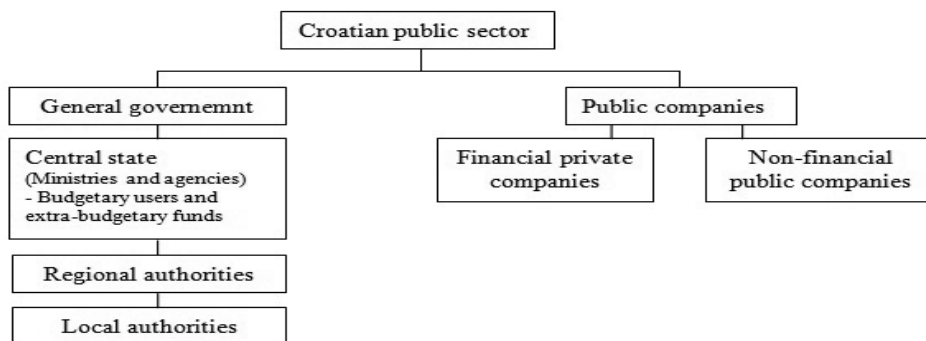 Croatian public sector
General governemnt
Public companies
Central state
(Ministries and agencies)
- Budgetary users and
extra-budgetary funds
Financial private
companies
Non-financial
public companies
Regional authorities
Local authorities